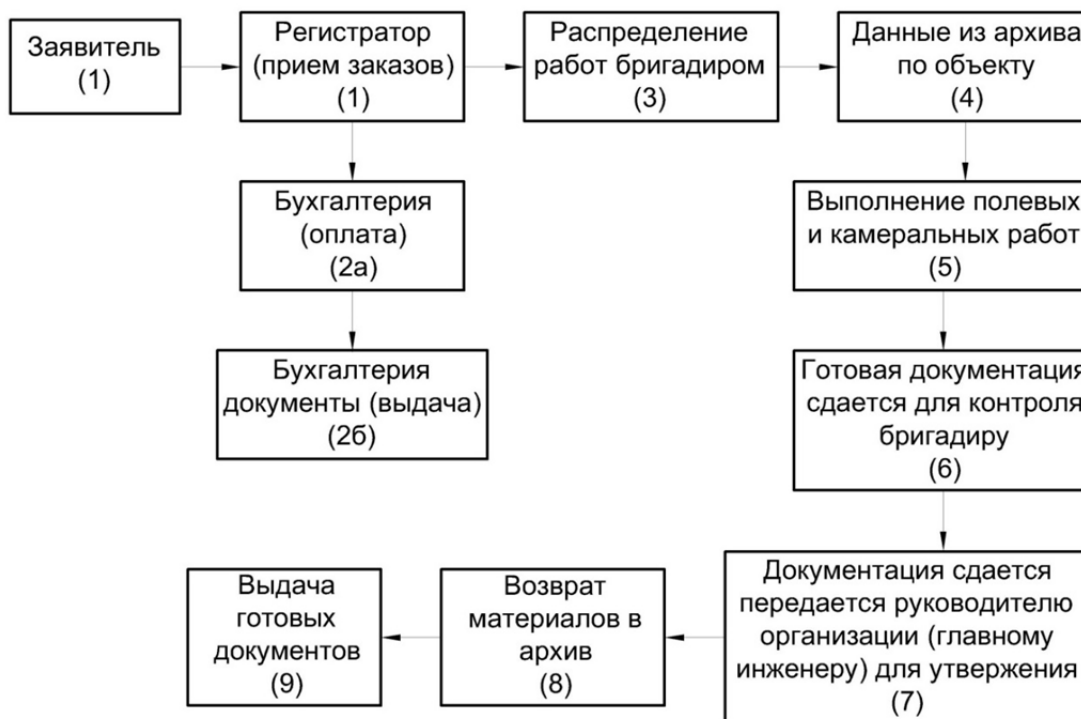 Заявитель
(1)
Регистратор
(прием заказов)
(1)
Распределение
работ бригадиром
(3)
Данные из архива
по объекту
(4)
Бухгалтерия
(оплата)
(2а)
Выполнение полевых
и камеральных работ
(5)
Бухгалтерия
документы (выдача)
(2б)
Готовая документация
сдается для контроля
бригадиру
(6)
Документация сдается
передается руководителю
организации (главному
инженеру) для утвержения
(7)
Возврат
материалов в
архив
(8)
Выдача
готовых
документов
(9)